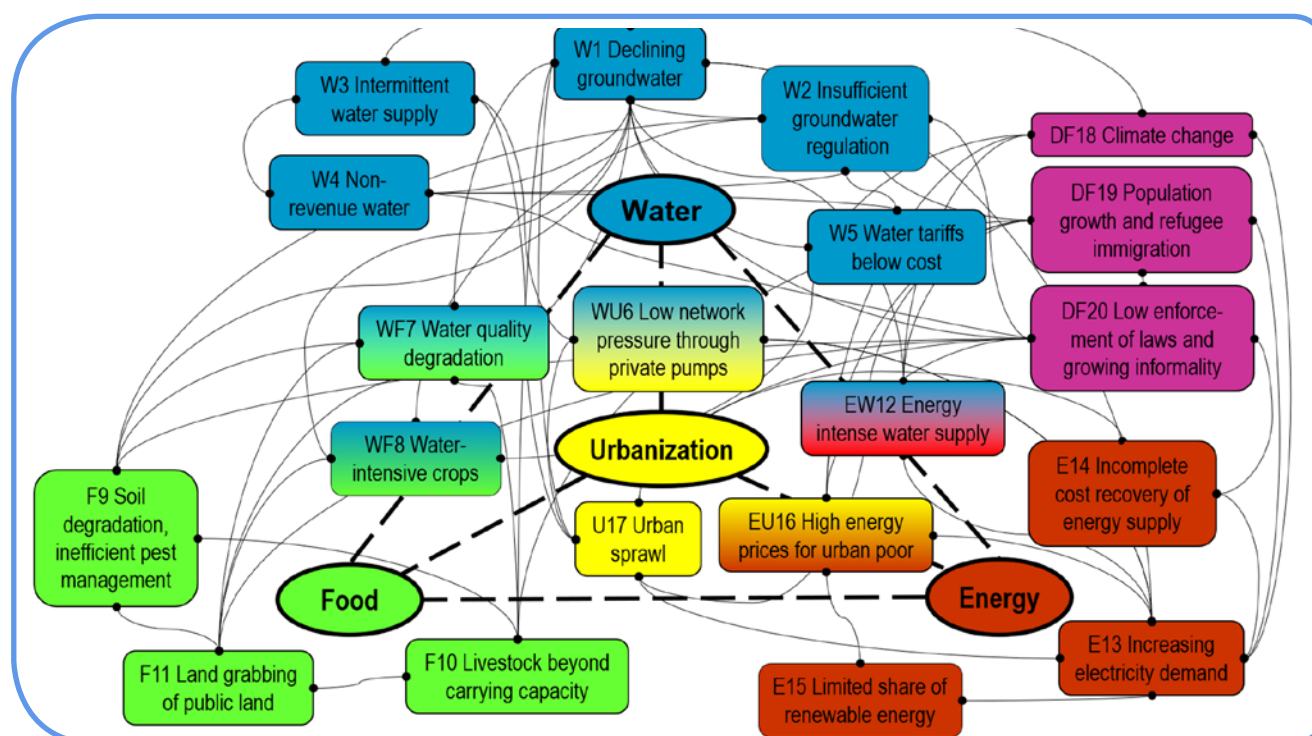 W1 Declining
groundwater
W3 Intermittent
water supply
W2 Insufficient
groundwater
regulation
DF18 Climate change
W4 Non-
revenue water
Water
DF19 Population
growth and refugee
immigration
W5 Water tariffs
below cost
WF7 Water quality
degradation
WU6 Low network
pressure through
private pumps
DF20 Low enforce-
ment of laws and
growing informality
EW12 Energy
intense water supply
WF8 Water-
intensive crops
Urbanization
E14 Incomplete
cost recovery of
energy supply
F9 Soil
degradation,
inefficient pest
management
U17 Urban
sprawl
EU16 High energy
prices for urban poor
Food
Energy
F11 Land grabbing
of public land
F10 Livestock beyond
carrying capacity
E13 Increasing
electricity demand
E15 Limited share of
renewable energy